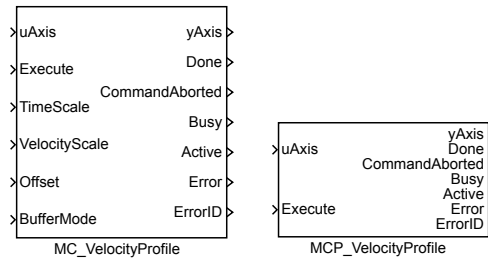 uAxis
Execute
TimeScale
VelocityScale
Offset
BufferMode
yAxis
Done
CommandAborted
Busy
Active
Error
ErrorID
MC_VelocityProfile
uAxis
Execute
yAxis
Done
CommandAborted
Busy
Active
Error
ErrorID
MCP_VelocityProfile